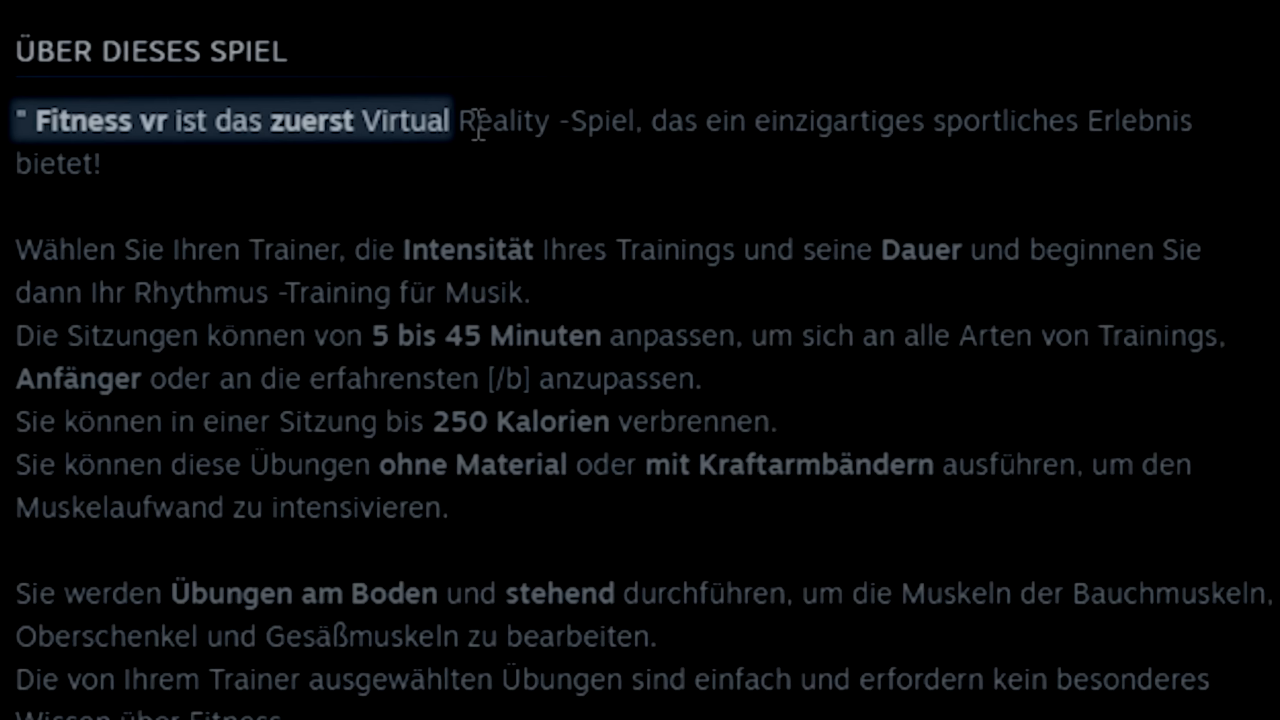 ÜBER DIESES SPIEL
" Fitness vr ist das zuerst Virtual Reality -Spiel, das ein einzigartiges sportliches Erlebnis
bietet!
Wählen Sie Ihren Trainer, die Intensität Ihres Trainings und seine Dauer und beginnen Sie
dann Ihr Rhythmus -Training für Musik.
Die Sitzungen können von 5 bis 45 Minuten anpassen, um sich an alle Arten von Trainings,
Anfänger oder an die erfahrensten [/b] anzupassen.
Sie können in einer Sitzung bis 250 Kalorien verbrennen.
Sie können diese Übungen ohne Material oder mit Kraftarmbändern ausführen, um den
Muskelaufwand zu intensivieren.
Sie werden Übungen am Boden und stehend durchführen, um die Muskeln der Bauchmuskeln,
Oberschenkel und Gesäßmuskeln zu bearbeiten.
Die von Ihrem Trainer ausgewählten Übungen sind einfach und erfordern kein besonderes
Wissen über Fitness.